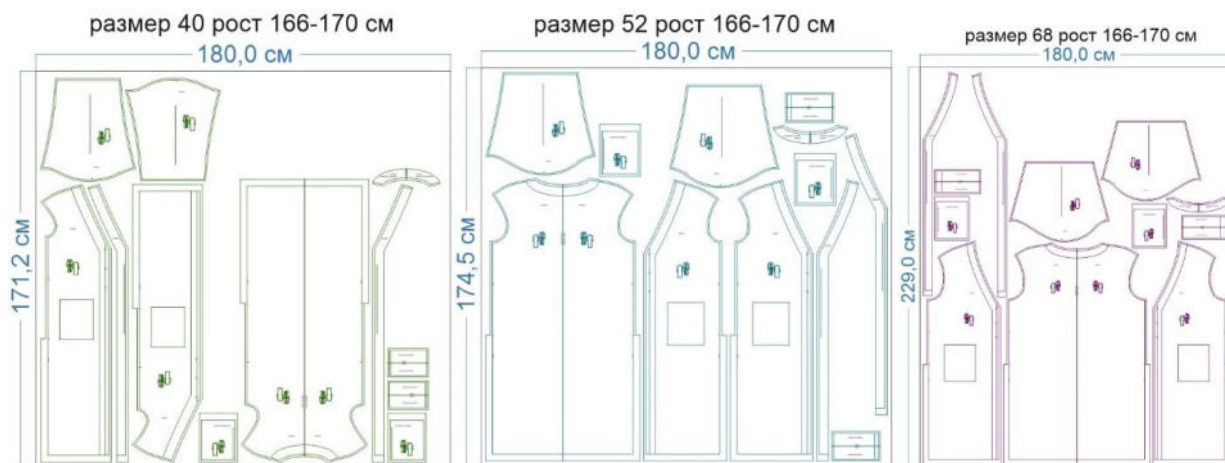 размер 40 рост 166-170 см
180,0 см
171,2 см
размер 52 рост 166-170 см
180,0 см
174,5 см
размер 68 рост 166-170 см
180,0 см
229,0 см